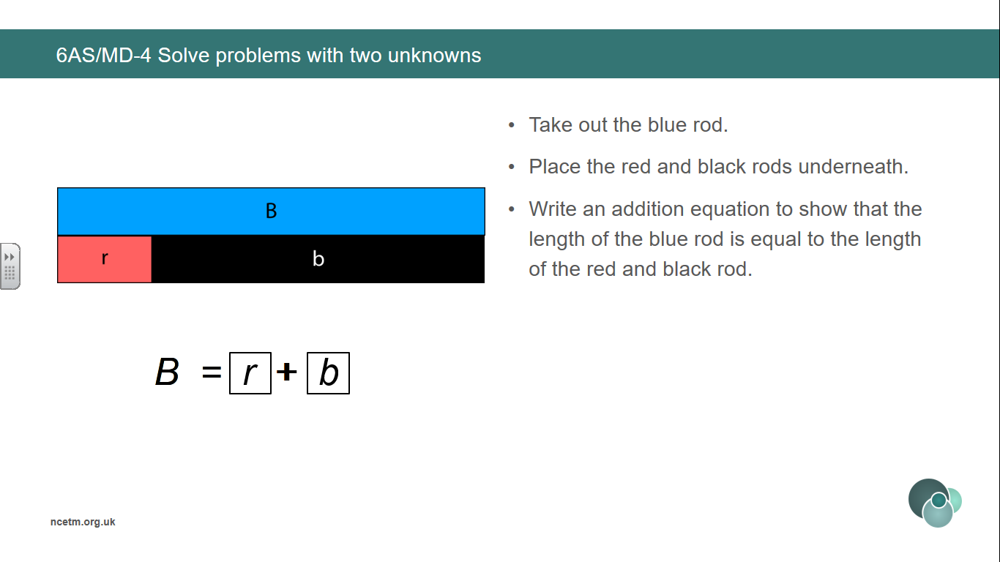 6AS/MD-4 Solve problems with two unknowns
• Take out the blue rod.
• Place the red and black rods underneath.
• Write an addition equation to show that the
length of the blue rod is equal to the length
of the red and black rod.
B
r b
B = r + b
ncetm.org.uk